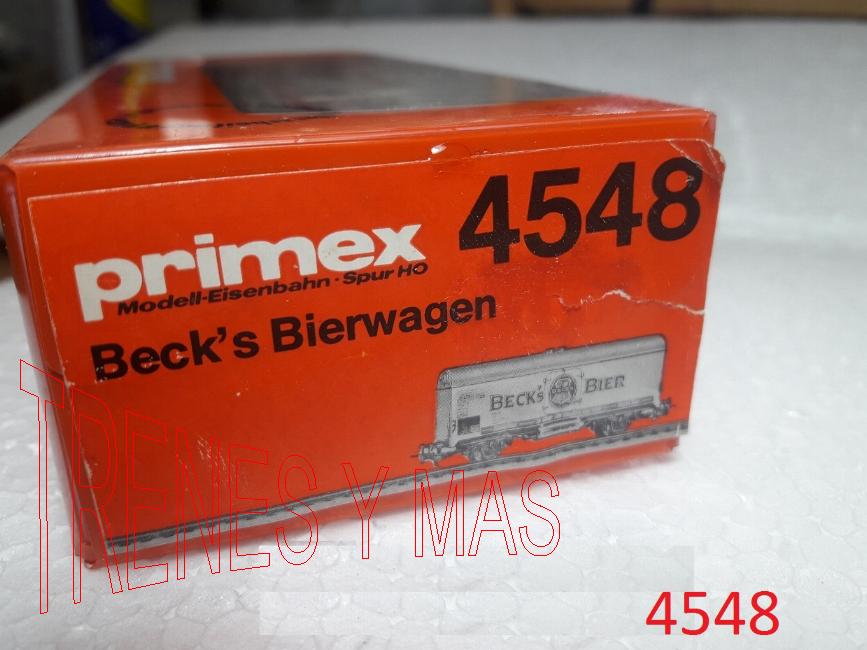 4548
primex
Modell-Eisenbahn · Spur HO
Beck's Bierwagen
BECK's BIER
TRENES Y MAS
4548